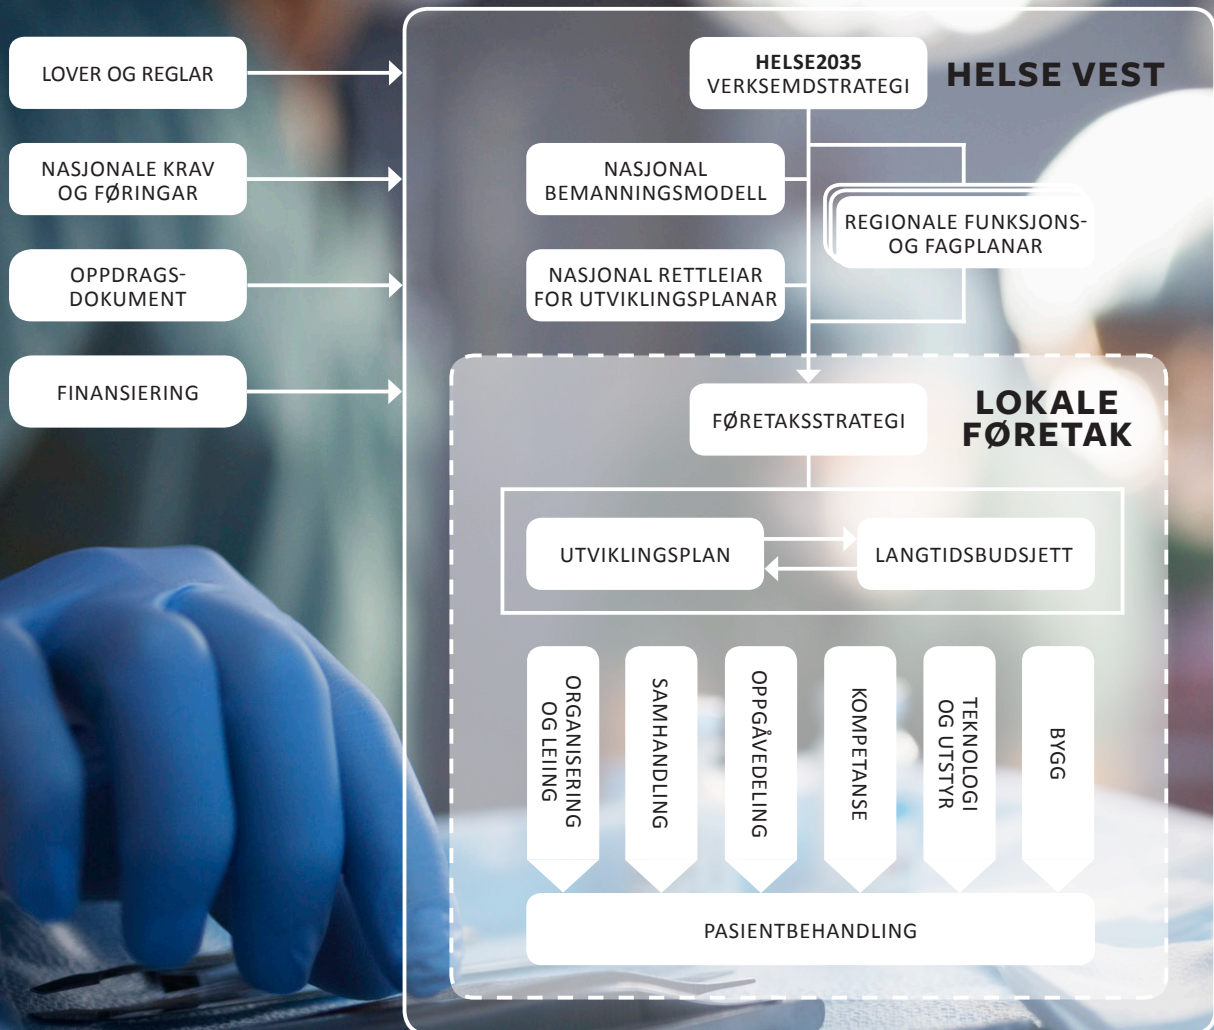 LOVER OG REGLAR
NASJONALE KRAV
OG FØRINGAR
OPPDRAGS-
DOKUMENT
FINANSIERING
HELSE VEST
HELSE2035
VERKSEMDSTRATEGI
NASJONAL
BEMANNINGSMODELL
REGIONALE FUNKSJONS-
OG FAGPLANAR
NASJONAL RETTLEIAR
FOR UTVIKLINGSPLANAR
LOKALE
FØRETAK
FØRETAKSSTRATEGI
UTVIKLINGSPLAN
LANGTIDSBUDSJETT
ORGANISERING
OG LEIING
SAMHANDLING
OPPGÅVEDELING
KOMPETANSE
TEKNOLOGI
OG UTSTYR
BYGG
PASIENTBEHANDLING